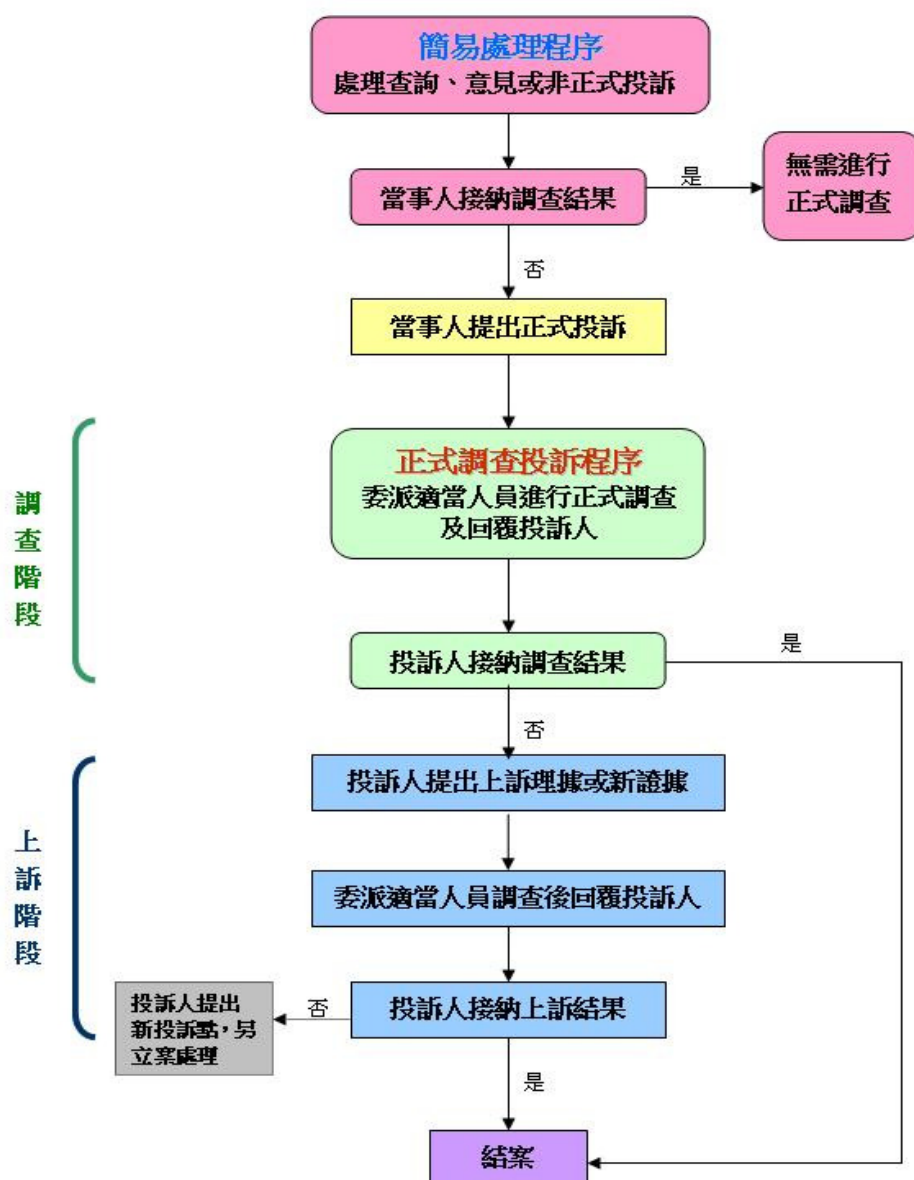 簡易處理程序
處理查詢、意見或非正式投訴
當事人接納調查結果
是
無需進行
正式調查
否
當事人提出正式投訴
調查階段
正式調查投訴程序
委派適當人員進行正式調查
及回覆投訴人
投訴人接納調查結果
是
否
上訴階段
投訴人提出上訴理據或新證據
委派適當人員調查後回覆投訴人
投訴人接納上訴結果
否
投訴人提出
新投訴點,另
立案處理
是
結案